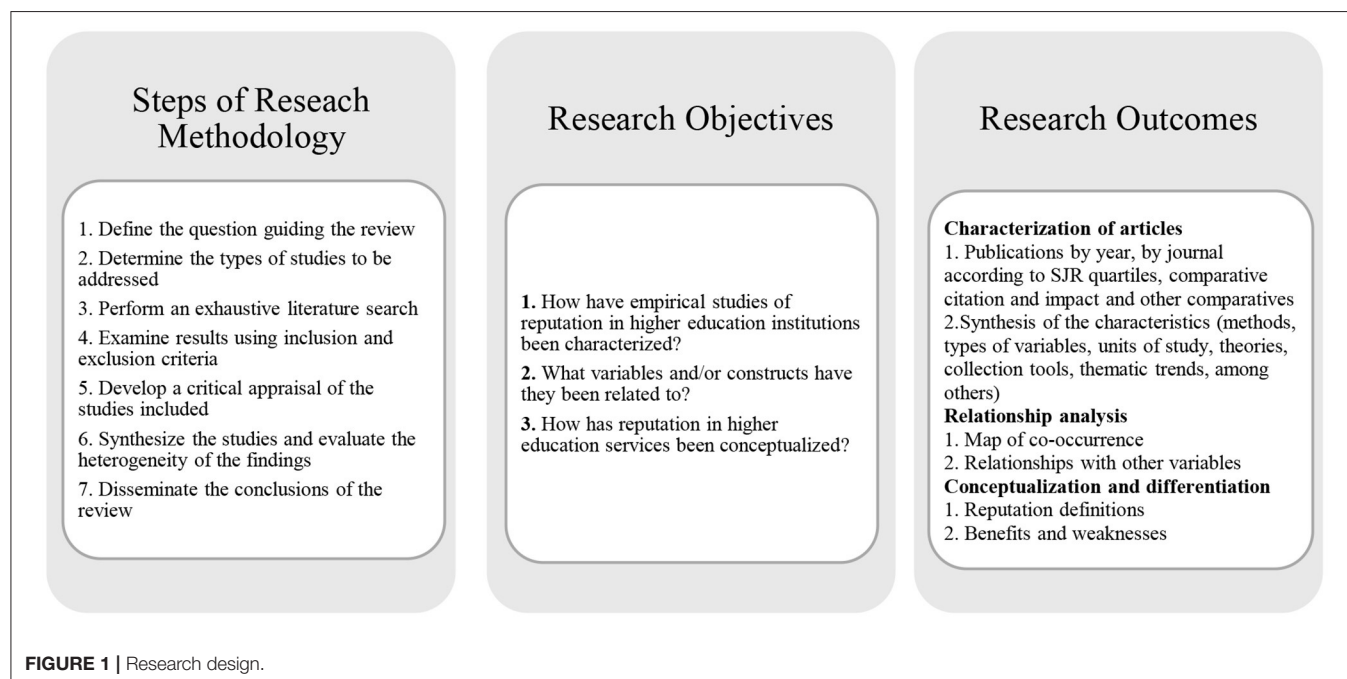 Steps of Reseach
Methodology
1. Define the question guiding the review
2. Determine the types of studies to be
addressed
3. Perform an exhaustive literature search
4. Examine results using inclusion and
exclusion criteria
5. Develop a critical appraisal of the
studies included
6. Synthesize the studies and evaluate the
heterogeneity of the findings
7. Disseminate the conclusions of the
review
Research Objectives
1. How have empirical studies of
reputation in higher education institutions
been characterized?
2. What variables and/or constructs have
they been related to?
3. How has reputation in higher
education services been conceptualized?
Research Outcomes
Characterization of articles
1. Publications by year, by journal
according to SJR quartiles, comparative
citation and impact and other comparatives
2.Synthesis of the characteristics (methods,
types of variables, units of study, theories,
collection tools, thematic trends, among
others)
Relationship analysis
1. Map of co-occurrence
2. Relationships with other variables
Conceptualization and differentiation
1. Reputation definitions
2. Benefits and weaknesses
FIGURE 1 | Research design.